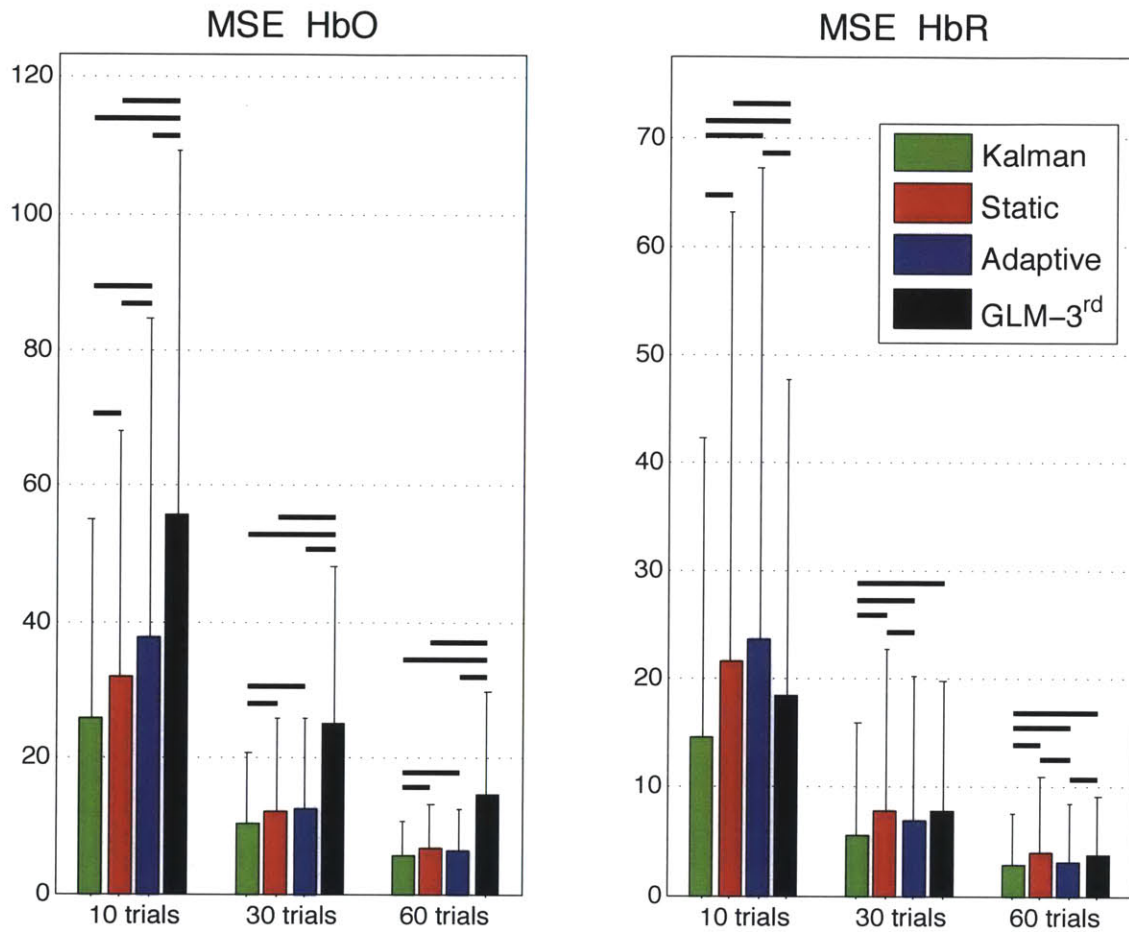 MSE HbO
120
100
80
60
40
20
0
10 trials
30 trials
60 trials
MSE HbR
70
60
50
40
30
20
10
0
10 trials
30 trials
60 trials
Kalman
Static
Adaptive
GLM-3rd